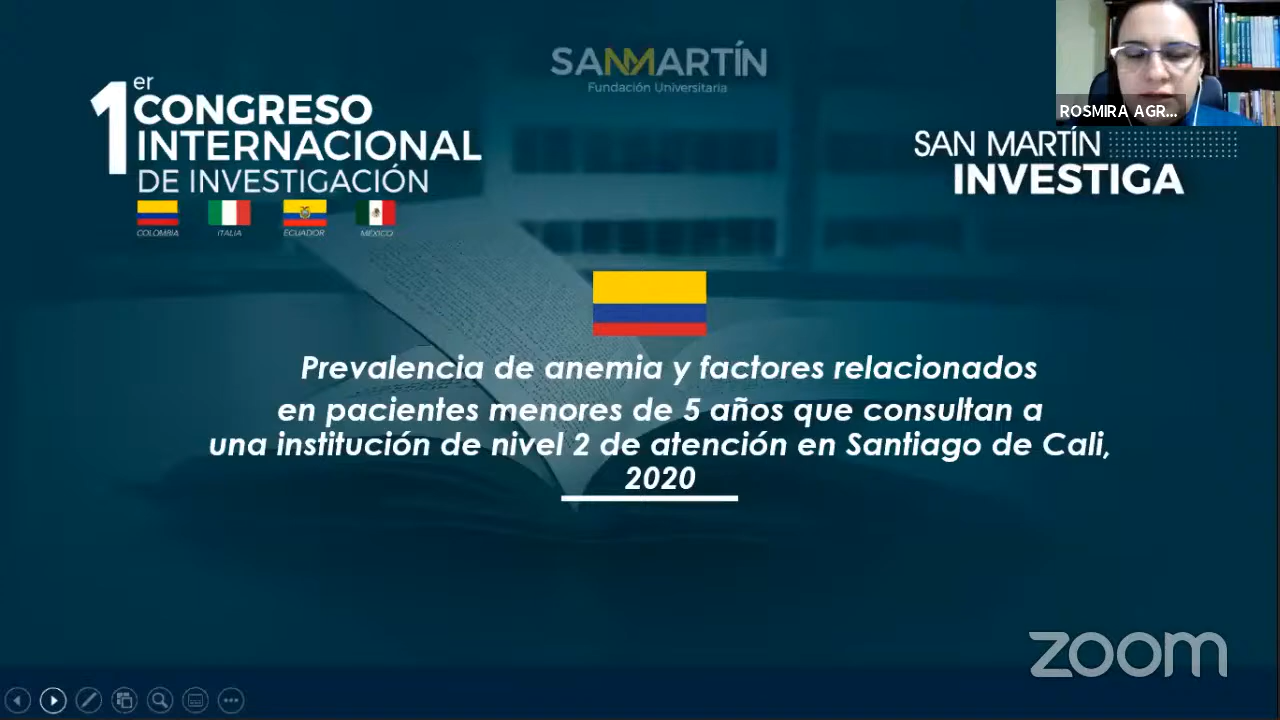 SANMARTÍN
Fundación Universitaria
1er CONGRESO
INTERNACIONAL
DE INVESTIGACIÓN
COLOMBIA
ITALIA
ECUADOR
MÉXICO
ROSMIRA AGR...
SAN MARTÍN
INVESTIGA
Prevalencia de anemia y factores relacionados
en pacientes menores de 5 años que consultan a
una institución de nivel 2 de atención en Santiago de Cali,
2020
zoom